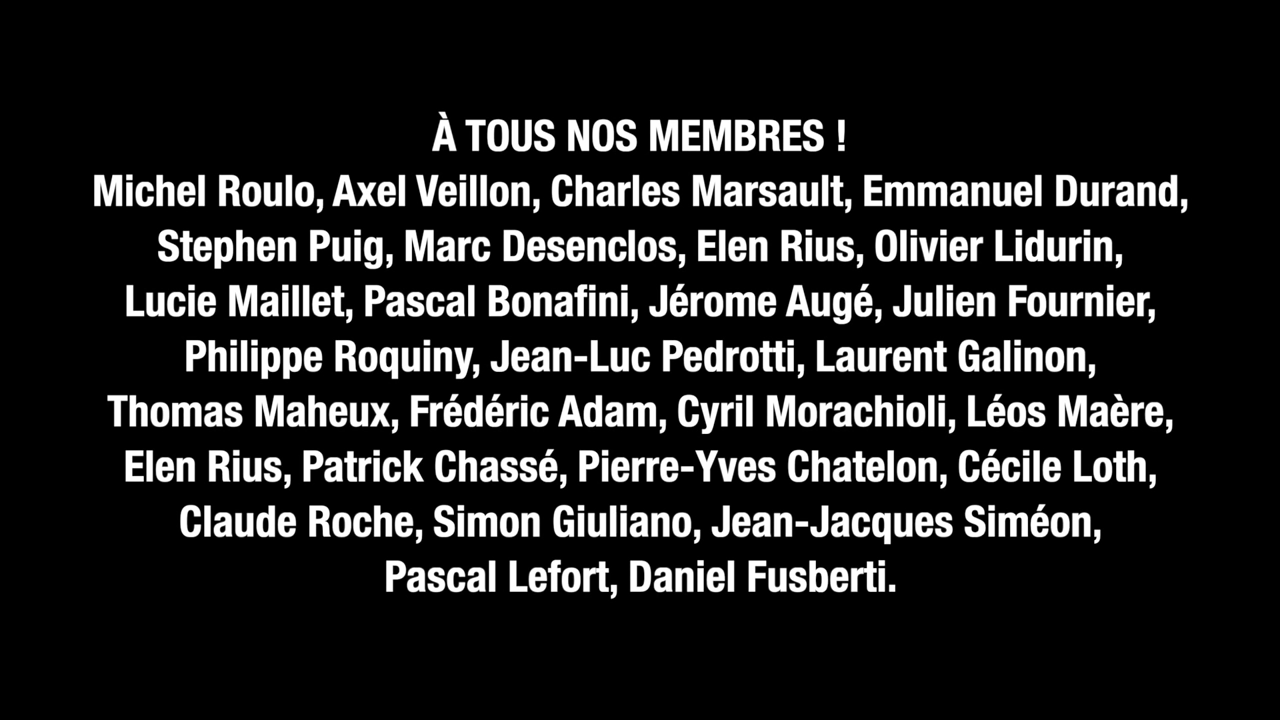 À TOUS NOS MEMBRES !
Michel Roulo, Axel Veillon, Charles Marsault, Emmanuel Durand,
Stephen Puig, Marc Desenclos, Elen Rius, Olivier Lidurin,
Lucie Maillet, Pascal Bonafini, Jérome Augé, Julien Fournier,
Philippe Roquiny, Jean-Luc Pedrotti, Laurent Galinon,
Thomas Maheux, Frédéric Adam, Cyril Morachioli, Léos Maère,
Elen Rius, Patrick Chassé, Pierre-Yves Chatelon, Cécile Loth,
Claude Roche, Simon Giuliano, Jean-Jacques Siméon,
Pascal Lefort, Daniel Fusberti.